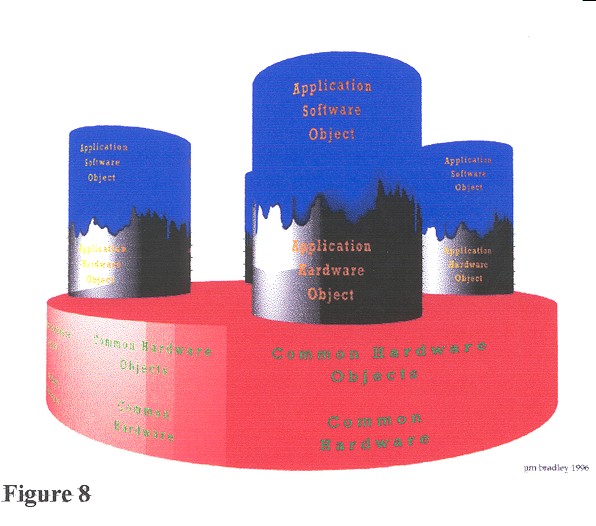 Application
Software
Object
Application
Software
Object
Application
Software
Object
Application
Hardware
Object
Application
Hardware
Object
Application
Hardware
Object
Common Hardware
Objects
Common Hardware
Objects
Common
Hardware
Common
Hardware
µm bradley 1996
Figure 8